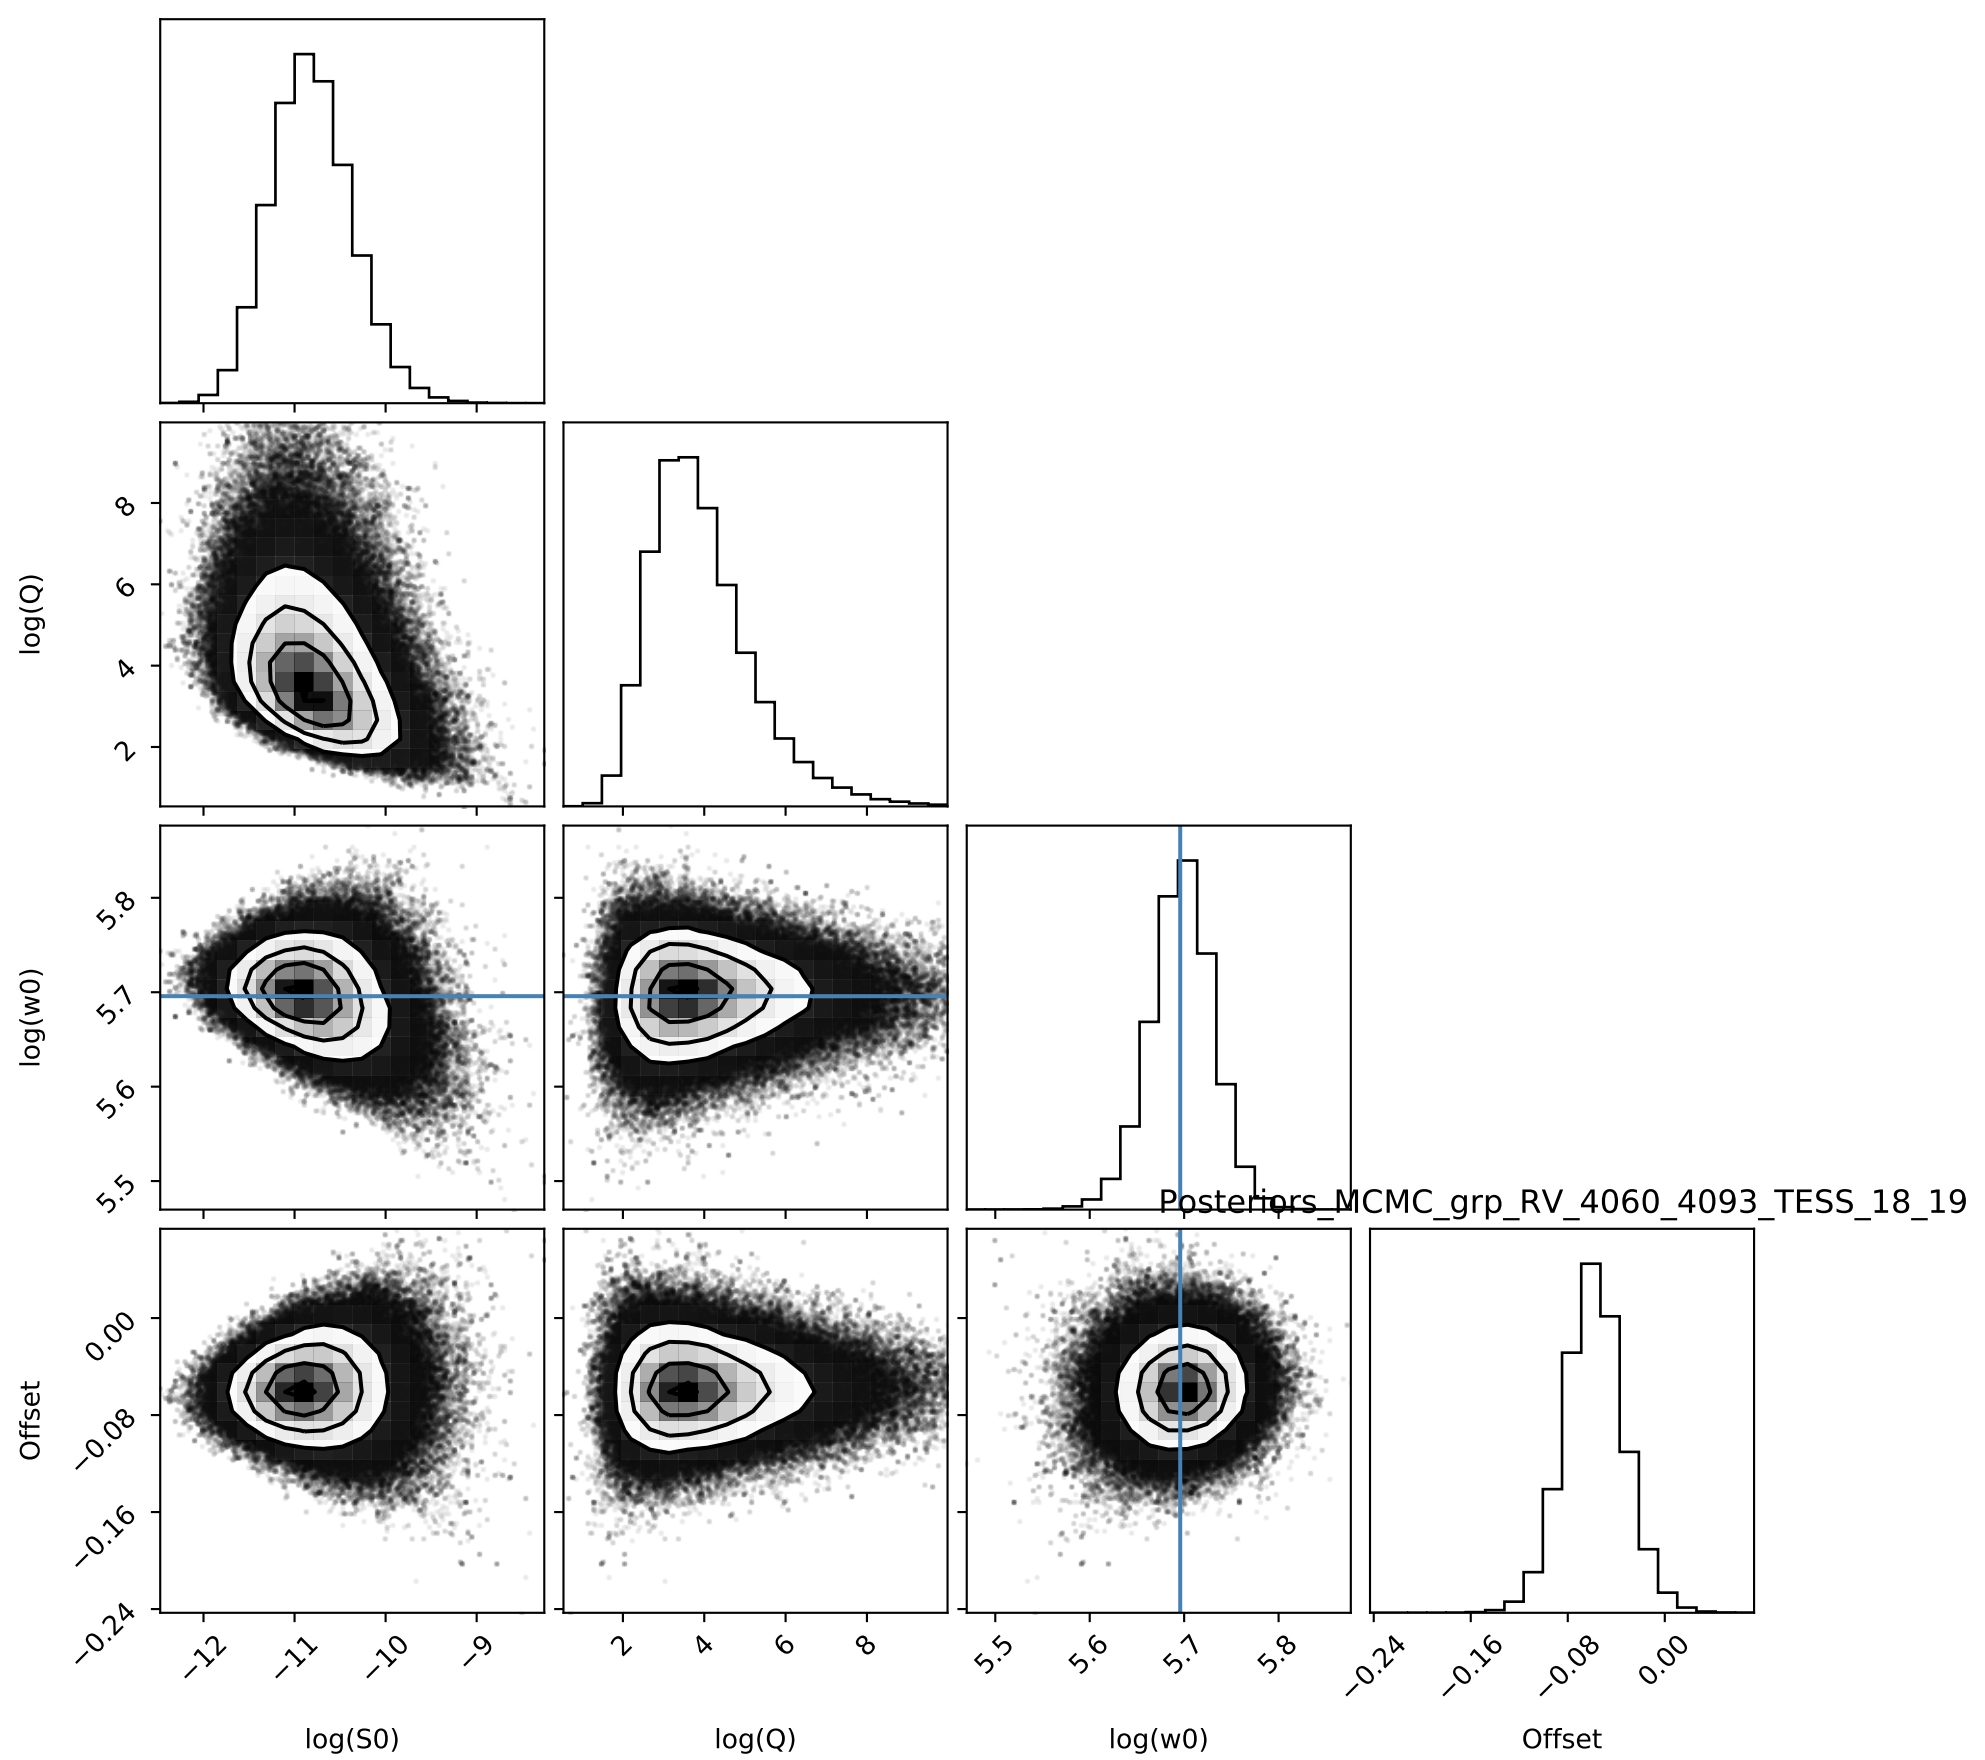 log(Q)
8
6
4
2
log(w0)
5.8
5.7
5.6
5.5
Posteriors_MCMC_grp_RV_4060_4093_TESS_18_19
Offset
0.00
−0.08
−0.16
−0.24
−12 −11 −10 −9
2 4 6 8
5.5 5.6 5.7 5.8
−0.24 −0.16 −0.08 0.00
log(S0) log(Q) log(w0) Offset